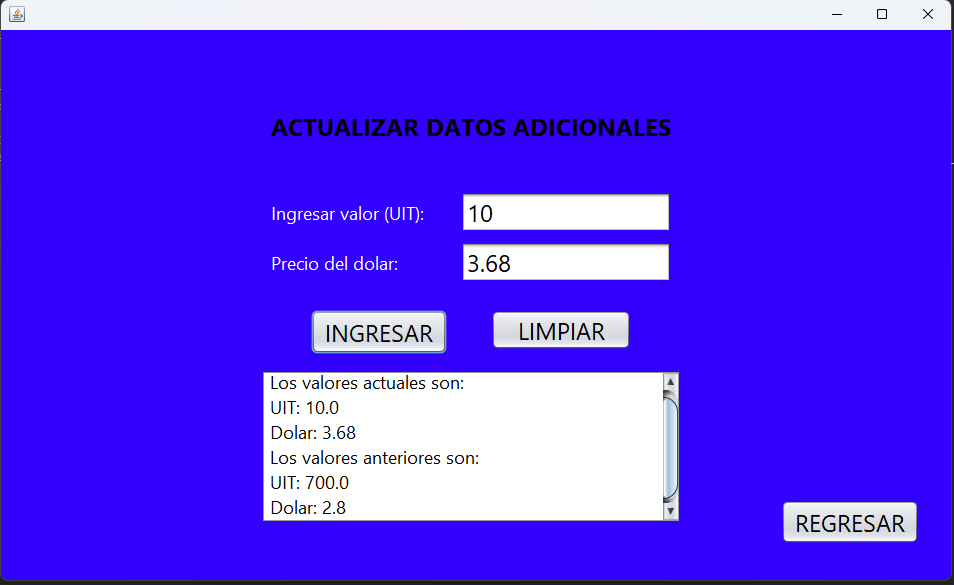 ACTUALIZAR DATOS ADICIONALES
Ingresar valor (UIT): 10
Precio del dolar: 3.68
INGRESAR LIMPIAR
Los valores actuales son:
UIT: 10.0
Dolar: 3.68
Los valores anteriores son:
UIT: 700.0
Dolar: 2.8
REGRESAR